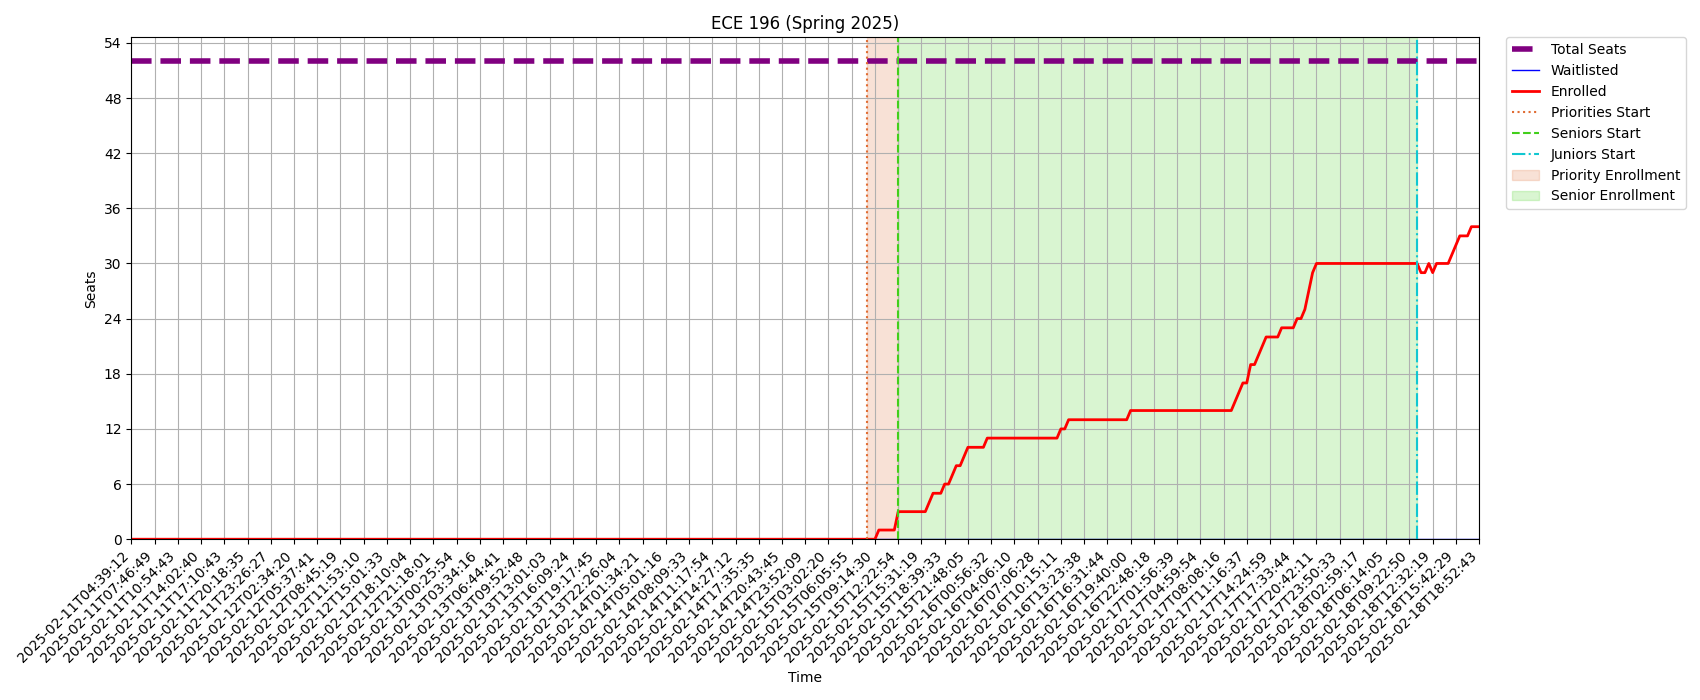 ECE 196 (Spring 2025)
54
48
42
36
30
24
18
12
6
0
Seats
2025-02-11T04:39:12
2025-02-11T07:46:49
2025-02-11T10:54:43
2025-02-11T14:02:40
2025-02-11T17:10:43
2025-02-11T20:18:35
2025-02-11T23:26:27
2025-02-12T02:34:20
2025-02-12T05:37:41
2025-02-12T08:45:19
2025-02-12T11:53:10
2025-02-12T15:01:33
2025-02-12T18:10:04
2025-02-12T21:18:01
2025-02-13T00:25:54
2025-02-13T03:34:16
2025-02-13T06:44:41
2025-02-13T09:52:48
2025-02-13T13:01:03
2025-02-13T16:09:24
2025-02-13T19:17:45
2025-02-13T22:26:04
2025-02-14T01:34:21
2025-02-14T05:01:16
2025-02-14T08:09:33
2025-02-14T11:17:54
2025-02-14T14:27:12
2025-02-14T17:35:35
2025-02-14T20:43:45
2025-02-14T23:52:09
2025-02-15T03:02:20
2025-02-15T06:05:55
2025-02-15T09:14:30
2025-02-15T12:22:54
2025-02-15T15:31:19
2025-02-15T18:39:33
2025-02-15T21:48:05
2025-02-16T00:56:32
2025-02-16T04:06:10
2025-02-16T07:06:28
2025-02-16T10:15:11
2025-02-16T13:23:38
2025-02-16T16:31:44
2025-02-16T19:40:00
2025-02-16T22:48:18
2025-02-17T01:56:39
2025-02-17T04:59:54
2025-02-17T08:08:16
2025-02-17T11:16:37
2025-02-17T14:24:59
2025-02-17T17:33:44
2025-02-17T20:42:11
2025-02-17T23:50:33
2025-02-18T02:59:17
2025-02-18T06:14:05
2025-02-18T09:22:50
2025-02-18T12:32:19
2025-02-18T15:42:29
2025-02-18T18:52:43
Time
Total Seats
Waitlisted
Enrolled
Priorities Start
Seniors Start
Juniors Start
Priority Enrollment
Senior Enrollment